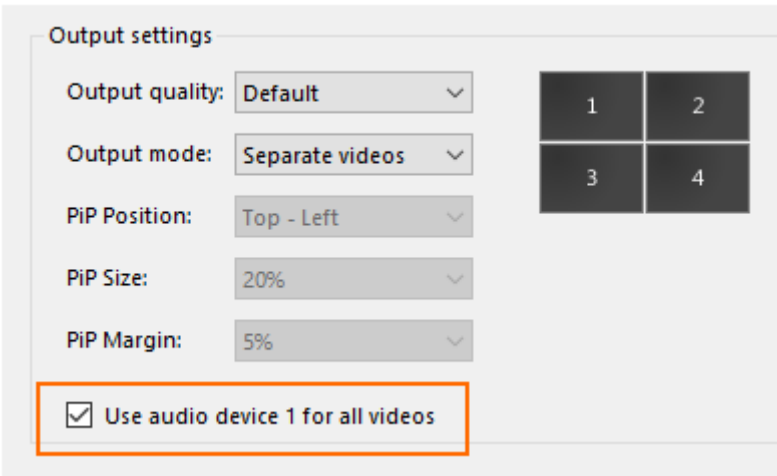 Output settings
Output quality: Default
Output mode: Separate videos
PiP Position: Top - Left
PiP Size: 20%
PiP Margin: 5%
Use audio device 1 for all videos
1 2
3 4